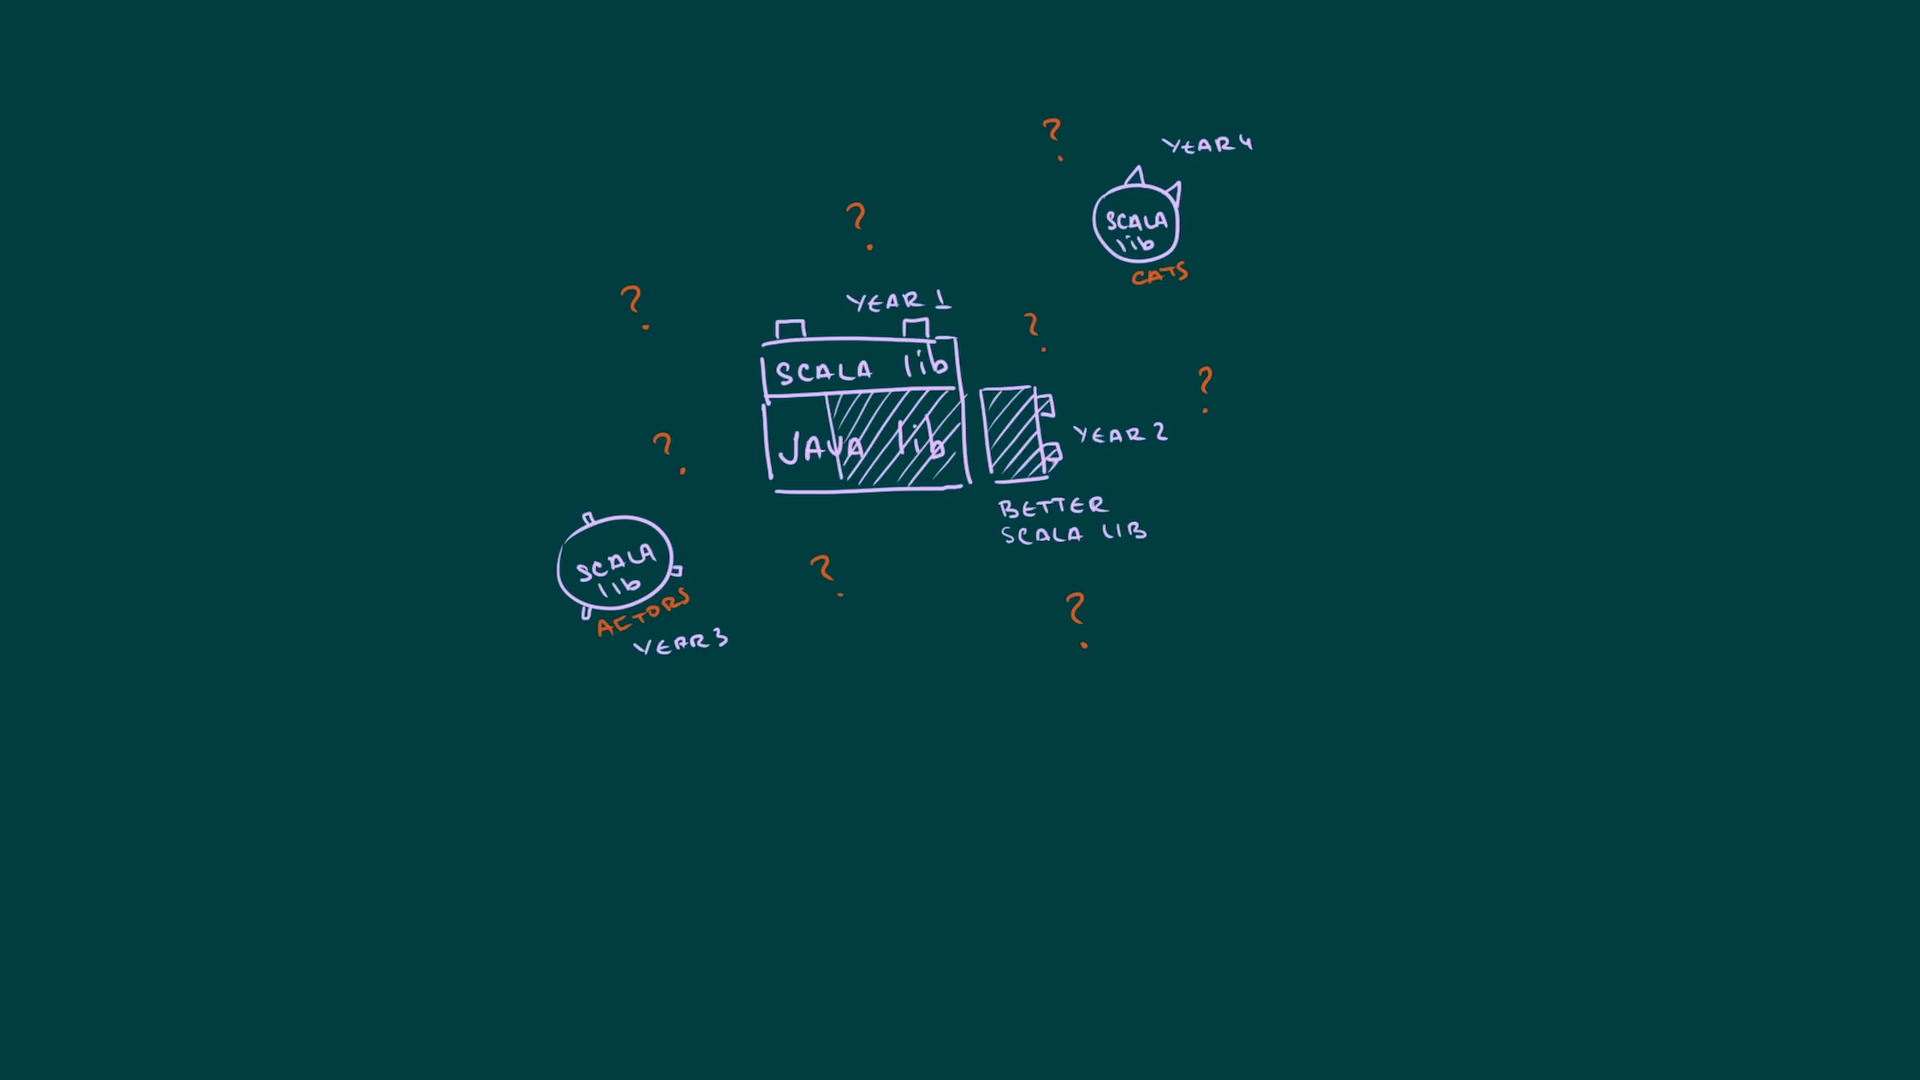 ?
YEAR 4
?
SCALA
lib
CATS
?
YEAR 1
?
SCALA lib
?
JAVA lib
YEAR 2
?
BETTER
SCALA LIB
SCALA
lib
ACTORS
YEAR 3
?
?